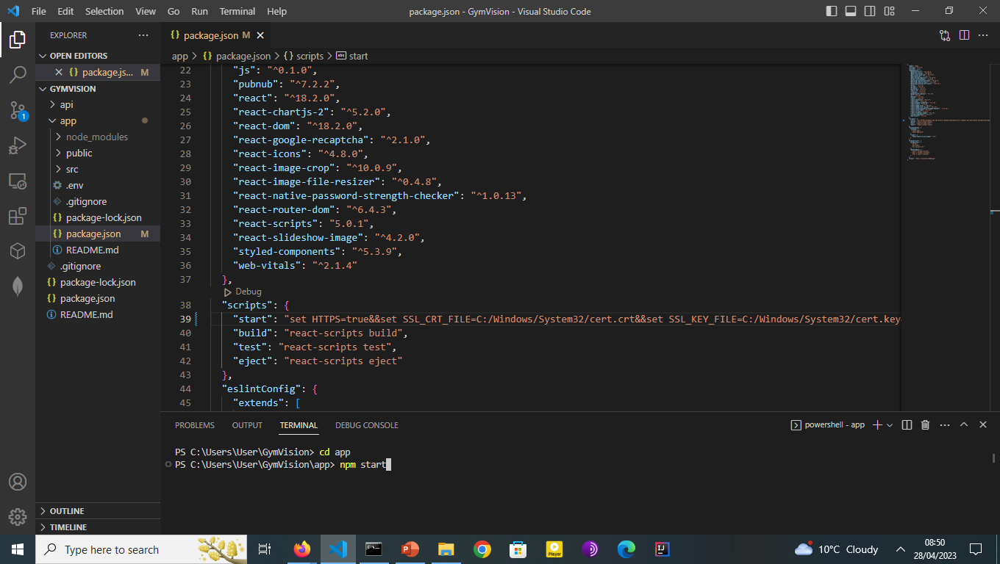 File Edit Selection View Go Run Terminal Help
package.json - GymVision - Visual Studio Code
EXPLORER
OPEN EDITORS
package.js... M
GYMVISION
api
app
node_modules
public
src
.env
.gitignore
package-lock.json
package.json M
README.md
.gitignore
package-lock.json
package.json
README.md
OUTLINE
TIMELINE
1
package.json M
app > package.json > scripts > start
22 "js": "^0.1.0",
23 "pubnub": "^7.2.2",
24 "react": "^18.2.0",
25 "react-chartjs-2": "^5.2.0",
26 "react-dom": "^18.2.0",
27 "react-google-recaptcha": "^2.1.0",
28 "react-icons": "^4.8.0",
29 "react-image-crop": "^10.0.9",
30 "react-image-file-resizer": "^0.4.8",
31 "react-native-password-strength-checker": "^1.0.13",
32 "react-router-dom": "^6.4.3",
33 "react-scripts": "5.0.1",
34 "react-slideshow-image": "^4.2.0",
35 "styled-components": "^5.3.9",
36 "web-vitals": "^2.1.4"
37 },
Debug
38 "scripts": {
39 "start": "set HTTPS=true&&set SSL_CRT_FILE=C:/Windows/System32/cert.crt&&set SSL_KEY_FILE=C:/Windows/System32/cert.key
40 "build": "react-scripts build",
41 "test": "react-scripts test",
42 "eject": "react-scripts eject"
43 },
44 "eslintConfig": {
45 "extends": [
PROBLEMS OUTPUT TERMINAL DEBUG CONSOLE
powershell - app
PS C:\Users\User\GymVision> cd app
PS C:\Users\User\GymVision\app> npm start
Type here to search
10°C Cloudy
08:50
28/04/2023